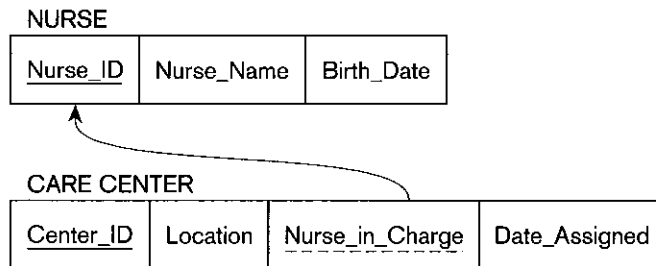 NURSE
Nurse_ID Nurse_Name Birth_Date
CARE CENTER
Center_ID Location Nurse_in_Charge Date_Assigned